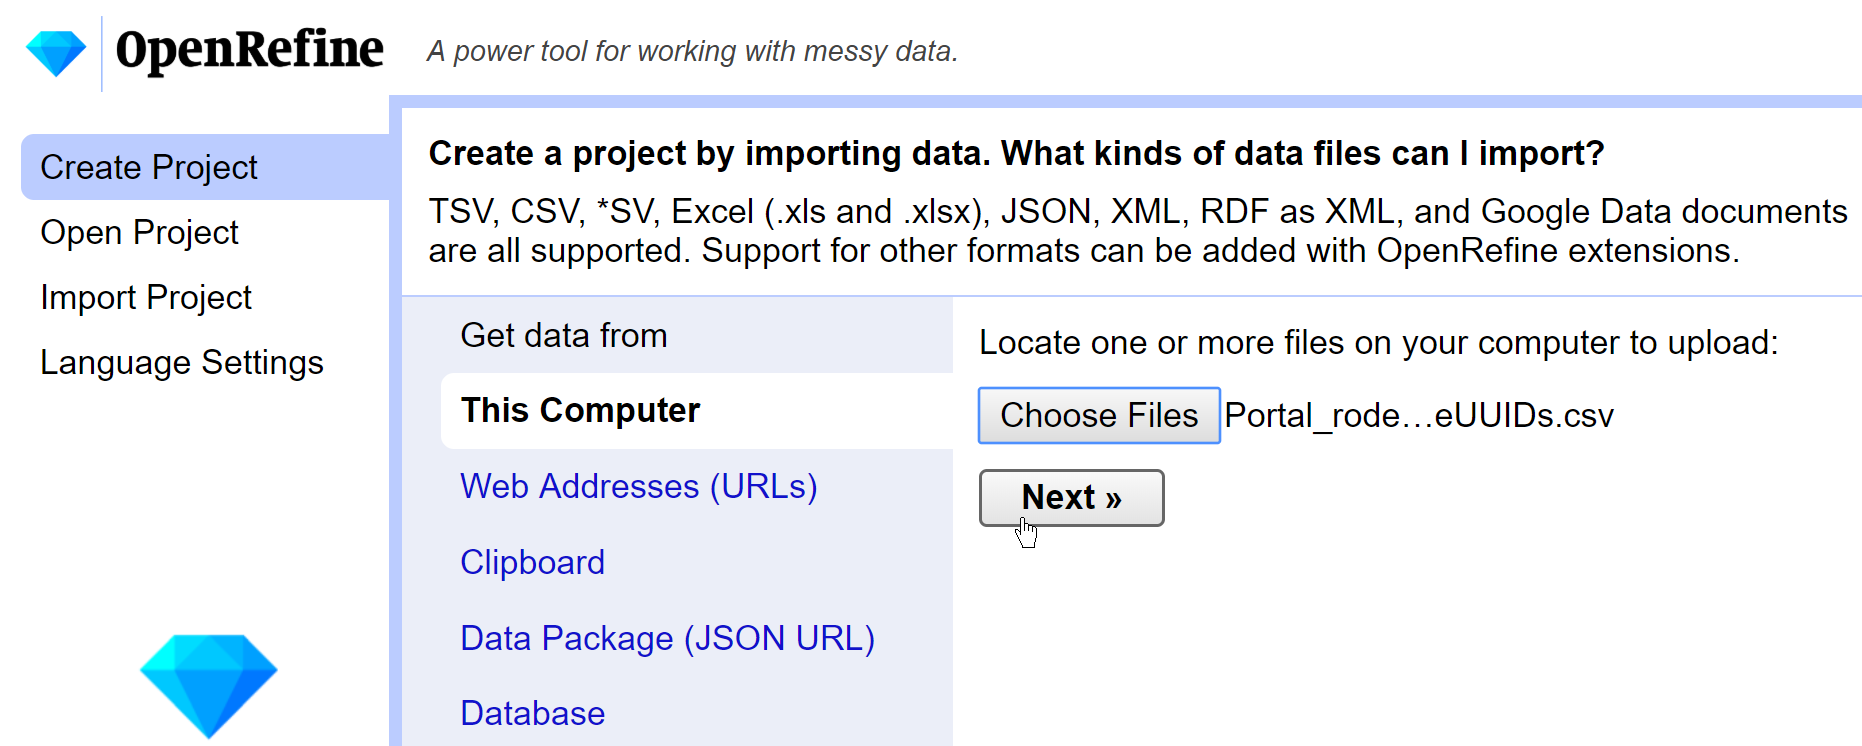 OpenRefine
A power tool for working with messy data.
Create Project
Open Project
Import Project
Language Settings
Create a project by importing data. What kinds of data files can I import?
TSV, CSV, *SV, Excel (.xls and .xlsx), JSON, XML, RDF as XML, and Google Data documents
are all supported. Support for other formats can be added with OpenRefine extensions.
Get data from
This Computer
Web Addresses (URLs)
Clipboard
Data Package (JSON URL)
Database
Locate one or more files on your computer to upload:
Choose Files Portal_rode…eUUIDs.csv
Next »